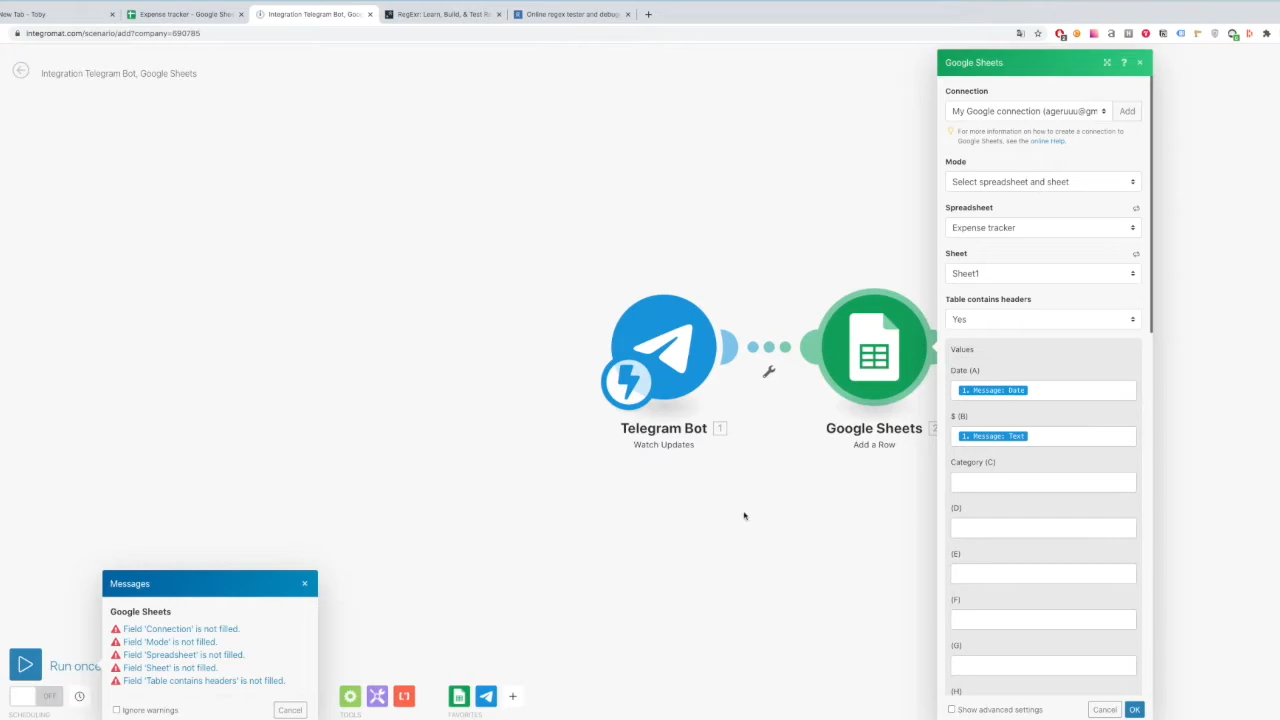 New Tab - Toby
Expense tracker - Google Shee
Integration Telegram Bot, Goo
RegExr: Learn, Build, & Test Re
Online regex tester and debug
integromat.com/scenario/add?company=690785
Integration Telegram Bot, Google Sheets
Google Sheets
Connection
My Google connection (ageruuu@gm
Add
For more information on how to create a connection to
Google Sheets, see the online Help.
Mode
Select spreadsheet and sheet
Spreadsheet
Expense tracker
Sheet
Sheet1
Table contains headers
Yes
Values
Date (A)
1. Message: Date
$ (B)
1. Message: Text
Category (C)
(D)
(E)
(F)
(G)
(H)
Show advanced settings
Cancel
OK
Telegram Bot 1
Watch Updates
Google Sheets 2
Add a Row
Messages
Google Sheets
Field 'Connection' is not filled.
Field 'Mode' is not filled.
Field 'Spreadsheet' is not filled.
Field 'Sheet' is not filled.
Field 'Table contains headers' is not filled.
Ignore warnings
Cancel
Run once
OFF
SCHEDULING
TOOLS
FAVORITES